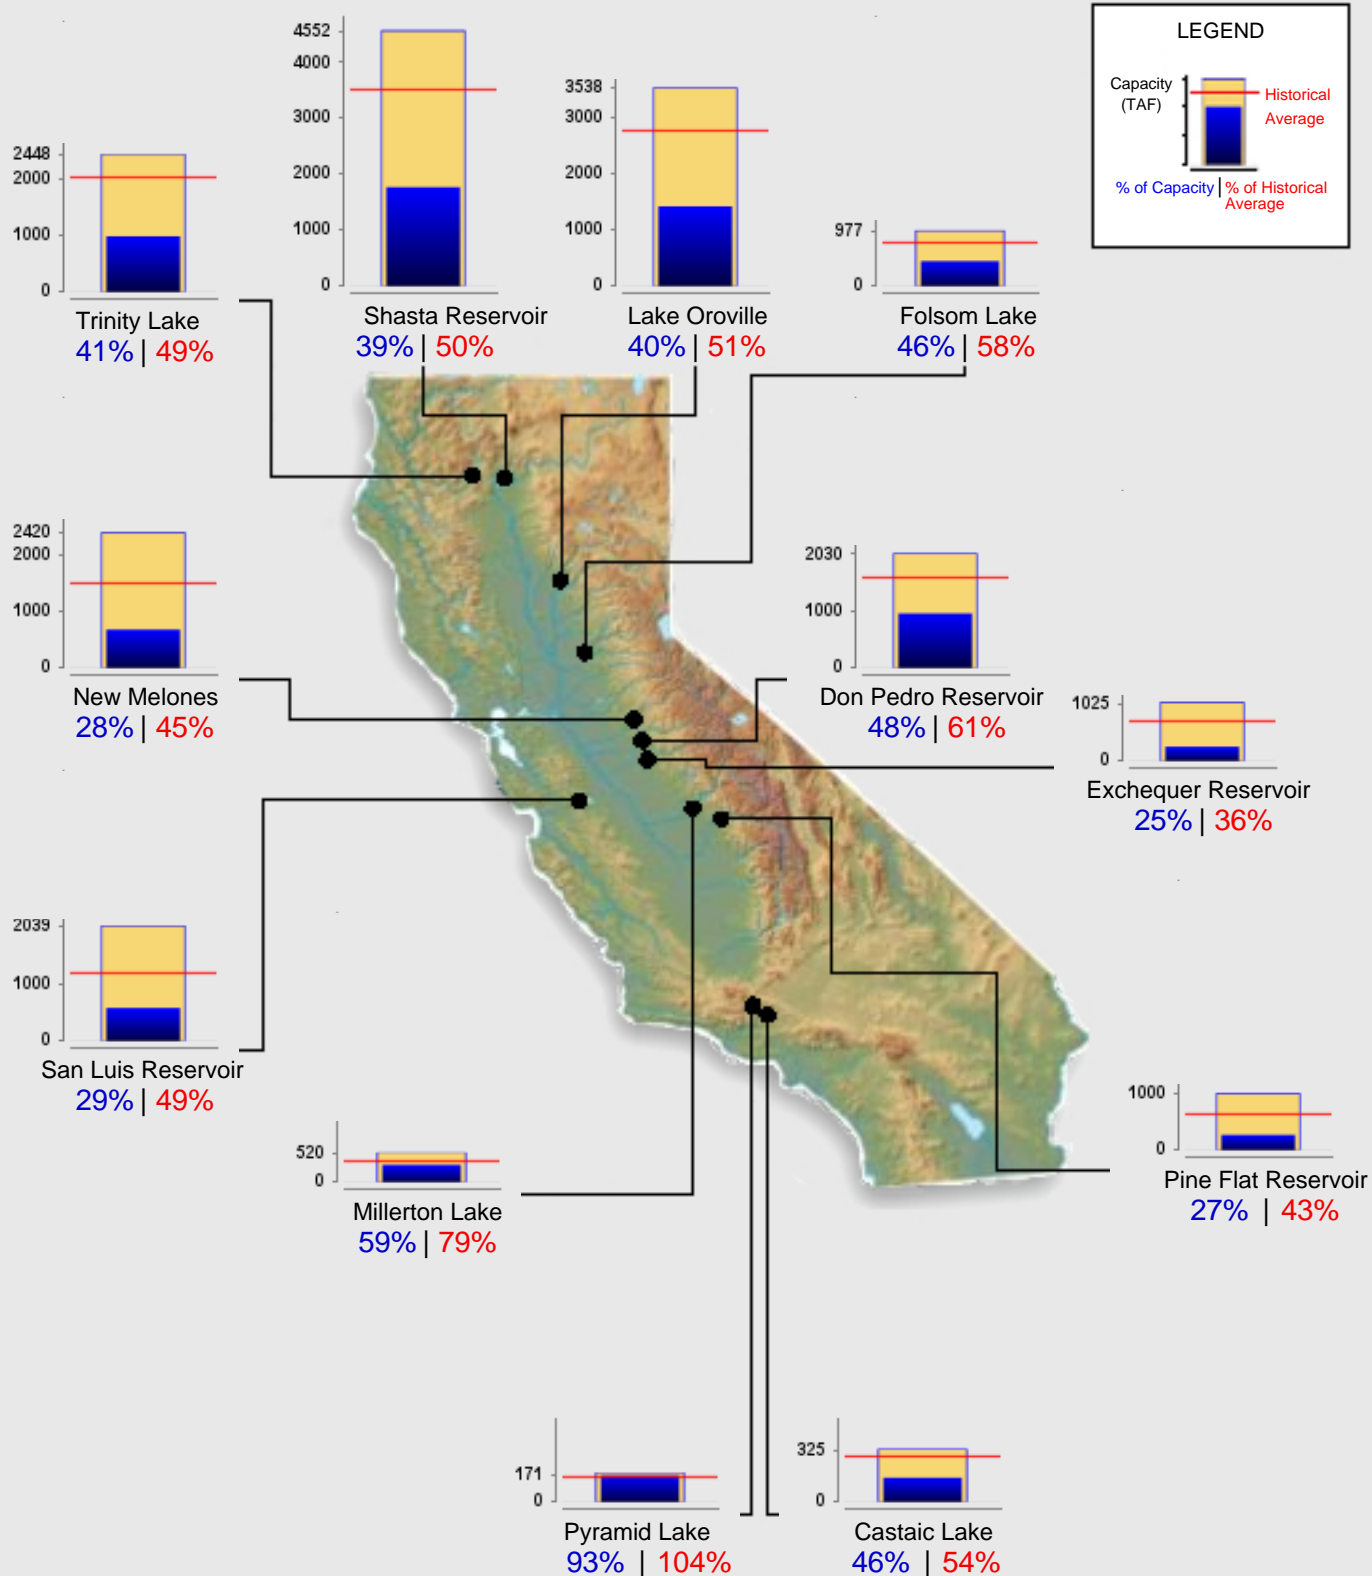 LEGEND
Capacity
(TAF)
Historical
Average
% of Capacity | % of Historical
Average
4552
4000
3000
2000
1000
0
Shasta Reservoir
39% | 50%
3538
3000
2000
1000
0
Lake Oroville
40% | 51%
2448
2000
1000
0
Trinity Lake
41% | 49%
977
0
Folsom Lake
46% | 58%
2420
2000
1000
0
New Melones
28% | 45%
2030
1000
0
Don Pedro Reservoir
48% | 61%
1025
0
Exchequer Reservoir
25% | 36%
2039
1000
0
San Luis Reservoir
29% | 49%
520
0
Millerton Lake
59% | 79%
1000
0
Pine Flat Reservoir
27% | 43%
171
0
Pyramid Lake
93% | 104%
325
0
Castaic Lake
46% | 54%